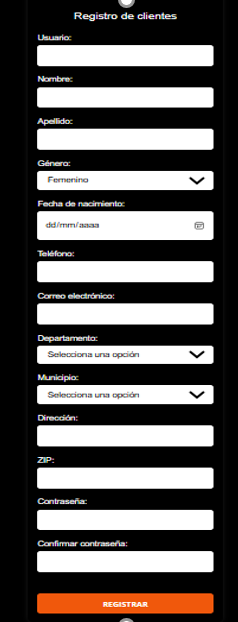 Registro de clientes
Usuario:
Nombre:
Apellido:
Género:
Femenino
Fecha de nacimiento:
dd/mm/aaaa
Teléfono:
Correo electrónico:
Departamento:
Selecciona una opción
Municipio:
Selecciona una opción
Dirección:
ZIP:
Contraseña:
Confirmar contraseña:
REGISTRAR